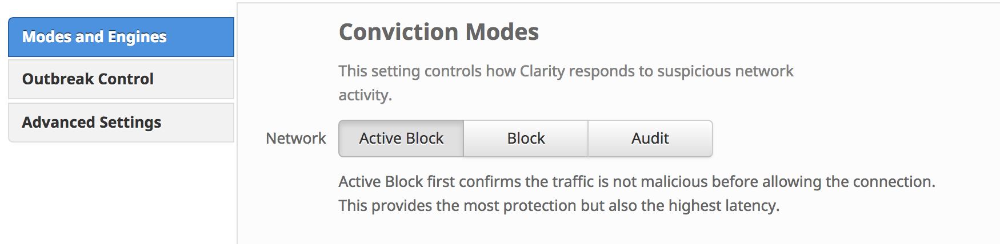 Modes and Engines
Outbreak Control
Advanced Settings
Conviction Modes
This setting controls how Clarity responds to suspicious network
activity.
Network
Active Block
Block
Audit
Active Block first confirms the traffic is not malicious before allowing the connection.
This provides the most protection but also the highest latency.